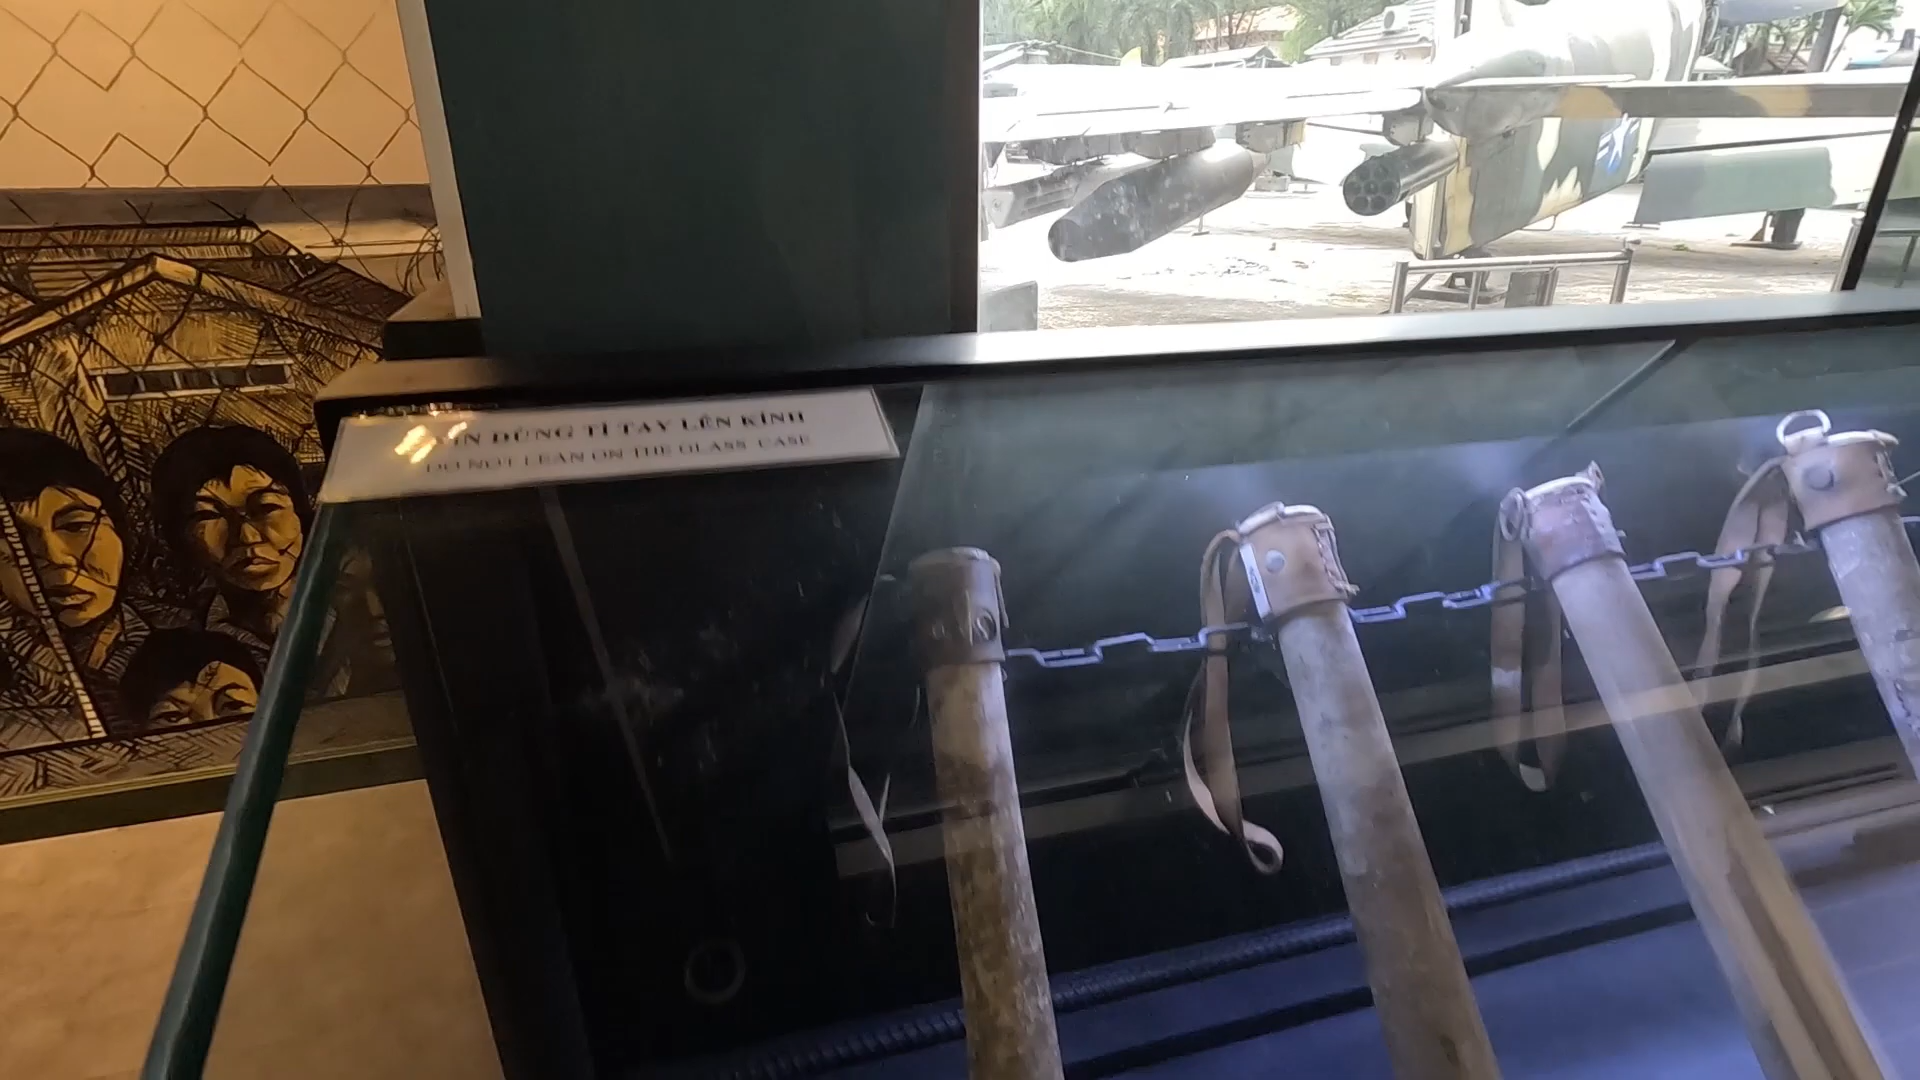 ĐỪNG TÌ TAY LÊN KÍNH
DO NOT LEAN ON THE GLASS CASE